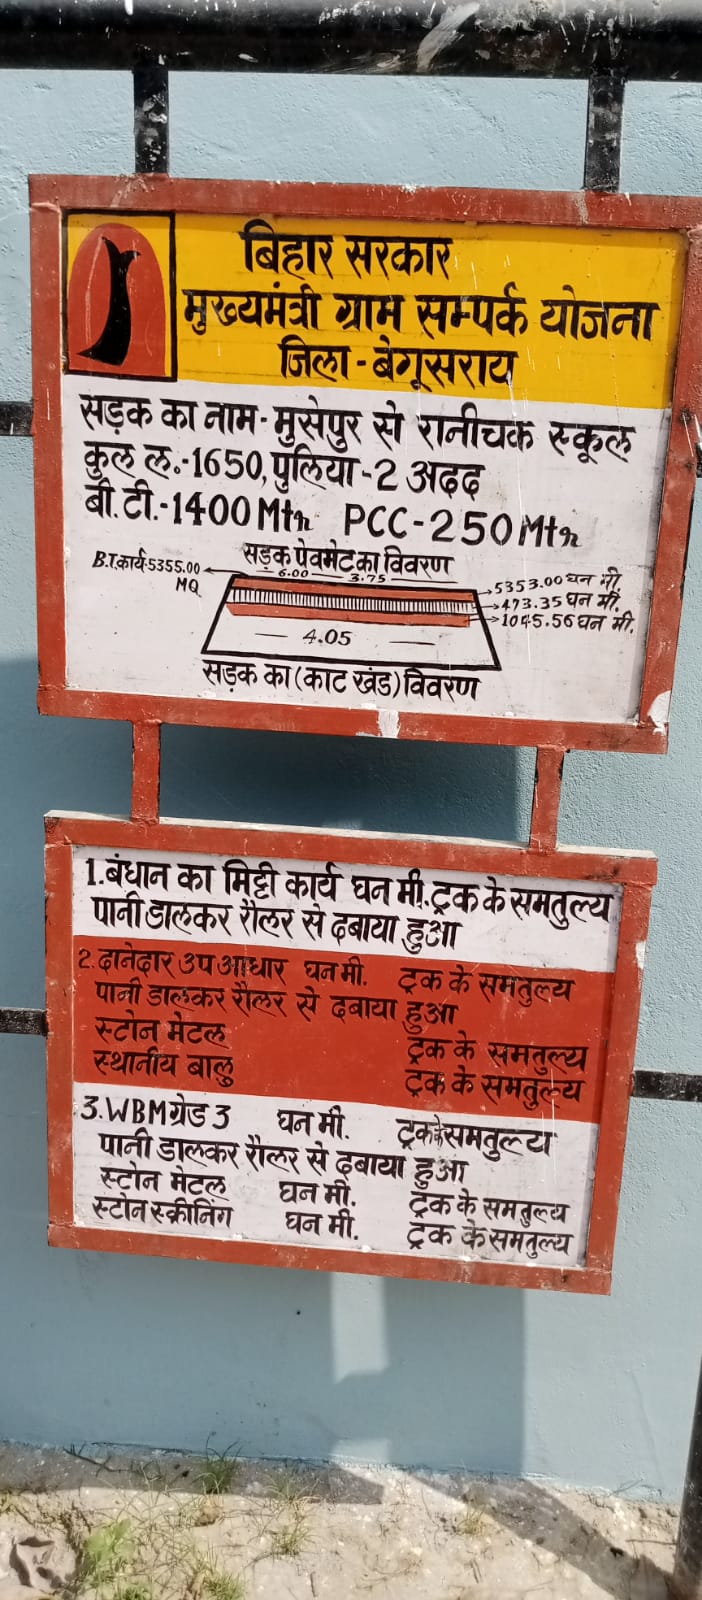 बिहार सरकार
मुख्यमंत्री ग्राम सम्पर्क योजना
जिला - बेगूसराय
सड़क का नाम - मुसेपुर से रानीचक स्कूल
कुल ल.-1650, पुलिया-2 अदद
बी.टी.-1400 Mtr PCC-250 Mtr
सड़क पेवमेट का विवरण
B.T.कार्य-5355.00
MQ
6.00 3.75
5353.00 घन मी
473.35 घन मी.
1045.56 घन मी.
4.05
सड़क का (काट खंड) विवरण
1. बंधान का मिट्टी कार्य घन मी. ट्रक के समतुल्य
पानी डालकर रौलर से दबाया हुआ
2. दानेदार उप आधार घन मी. ट्रक के समतुल्य
पानी डालकर रौलर से दबाया हुआ
स्टोन मेटल ट्रक के समतुल्य
स्थानीय बालु ट्रक के समतुल्य
3. WBM ग्रेड 3 घन मी. ट्रक के समतुल्य
पानी डालकर रौलर से दबाया हुआ
स्टोन मेटल घन मी. ट्रक के समतुल्य
स्टोन स्क्रीनिंग घन मी. ट्रक के समतुल्य